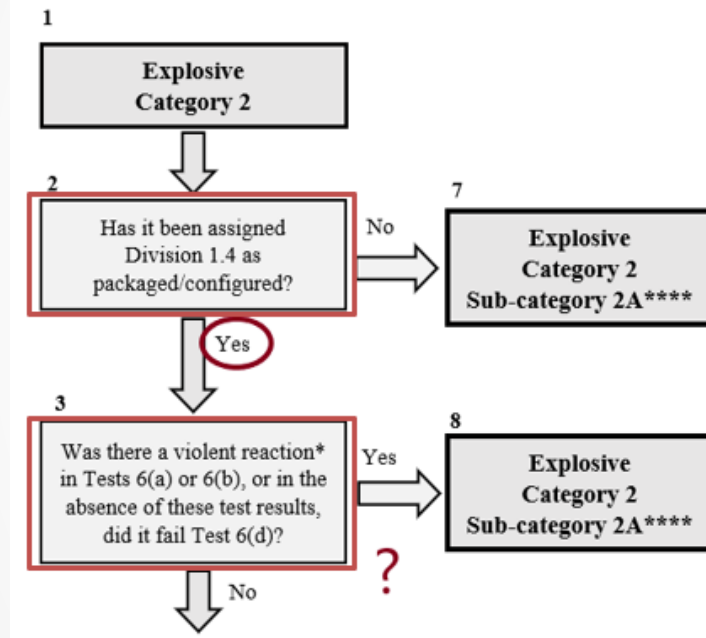 1
Explosive
Category 2
2
Has it been assigned
Division 1.4 as
packaged/configured?
No
7
Explosive
Category 2
Sub-category 2A****
Yes
3
Was there a violent reaction*
in Tests 6(a) or 6(b), or in the
absence of these test results,
did it fail Test 6(d)?
Yes
8
Explosive
Category 2
Sub-category 2A****
?
No